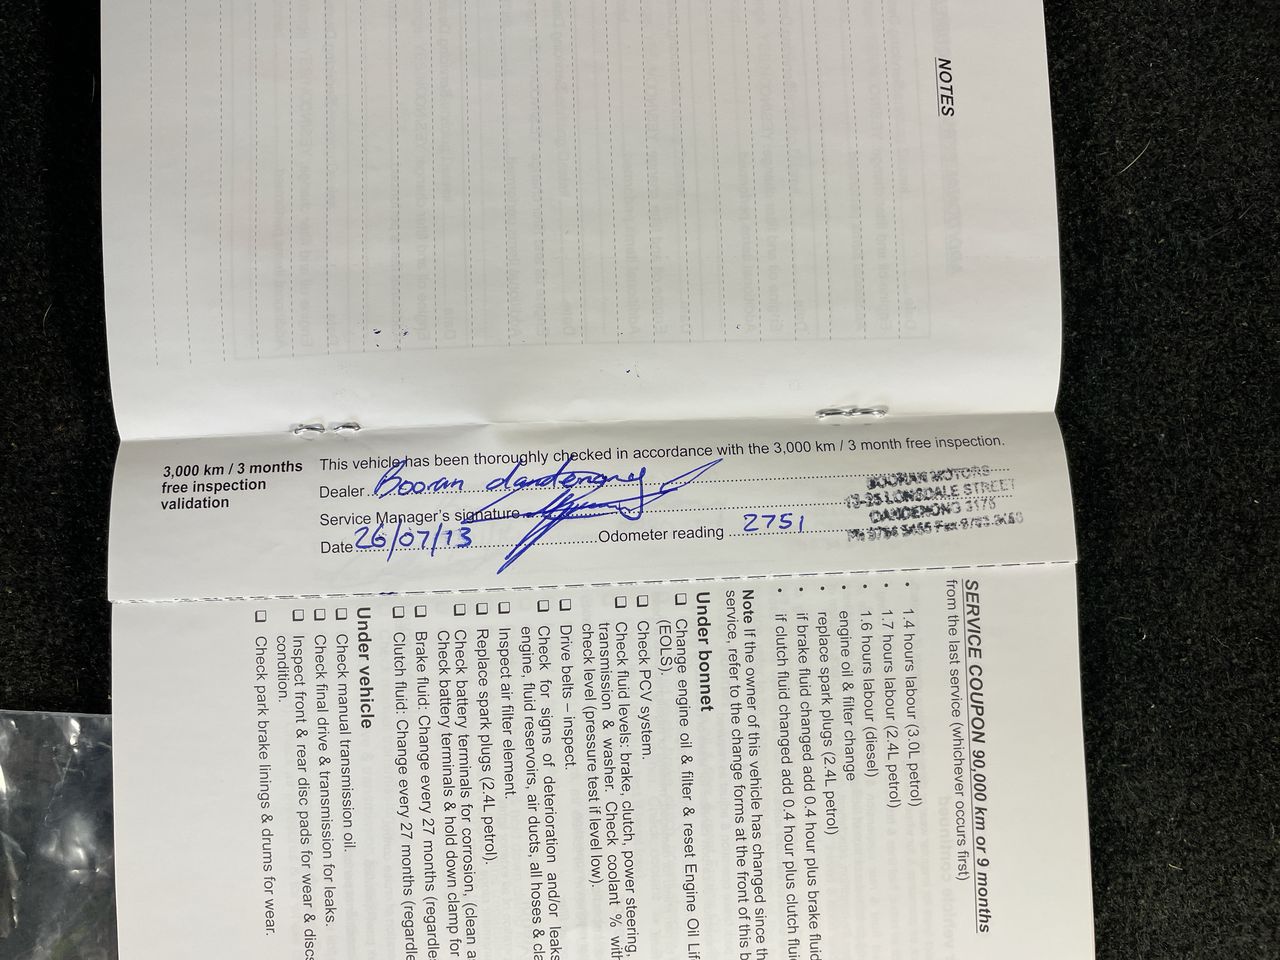 NOTES
3,000 km / 3 months
free inspection
validation
This vehicle has been thoroughly checked in accordance with the 3,000 km / 3 month free inspection.
Dealer Booran dandenong
Service Manager's signature
Date 26/07/13 Odometer reading 2751
BOORAN MOTORS
LONSDALE STREET
DANDENONG 3175
SERVICE COUPON 90,000 km or 9 months
from the last service (whichever occurs first)
• 1.4 hours labour (3.0L petrol)
• 1.7 hours labour (2.4L petrol)
• 1.6 hours labour (diesel)
• engine oil & filter change
• replace spark plugs (2.4L petrol)
• if brake fluid changed add 0.4 hour plus brake fluid
• if clutch fluid changed add 0.4 hour plus clutch flui
Note If the owner of this vehicle has changed since th
service, refer to the change forms at the front of this b
Under bonnet
❏ Change engine oil & filter & reset Engine Oil Lif
(EOLS).
❏ Check PCV system.
❏ Check fluid levels: brake, clutch, power steering,
transmission & washer. Check coolant % with
check level (pressure test if level low).
❏ Drive belts – inspect.
❏ Check for signs of deterioration and/or leaks
engine, fluid reservoirs, air ducts, all hoses & cla
❏ Inspect air filter element.
❏ Replace spark plugs (2.4L petrol).
❏ Check battery terminals for corrosion, (clean a
Check battery terminals & hold down clamp for
❏ Brake fluid: Change every 27 months (regardle
❏ Clutch fluid: Change every 27 months (regardle
Under vehicle
❏ Check manual transmission oil.
❏ Check final drive & transmission for leaks.
❏ Inspect front & rear disc pads for wear & discs
condition.
❏ Check park brake linings & drums for wear.